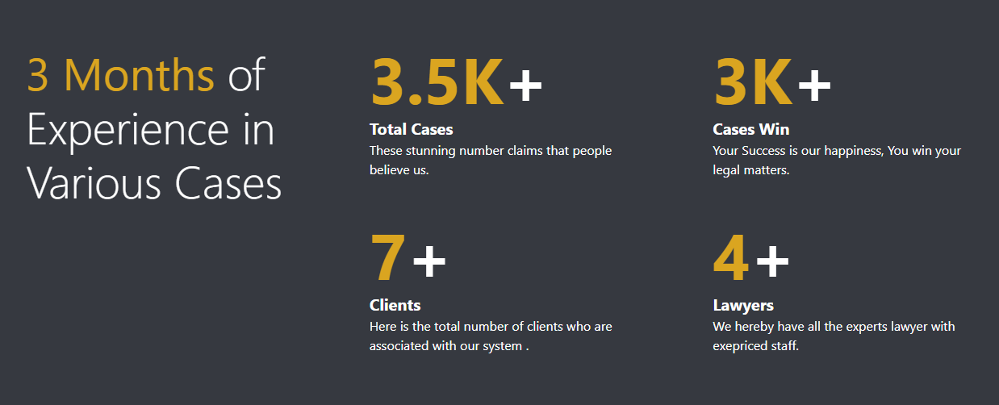 3 Months of
Experience in
Various Cases
3.5K+
Total Cases
These stunning number claims that people
believe us.
3K+
Cases Win
Your Success is our happiness, You win your
legal matters.
7+
Clients
Here is the total number of clients who are
associated with our system .
4+
Lawyers
We hereby have all the experts lawyer with
exepriced staff.